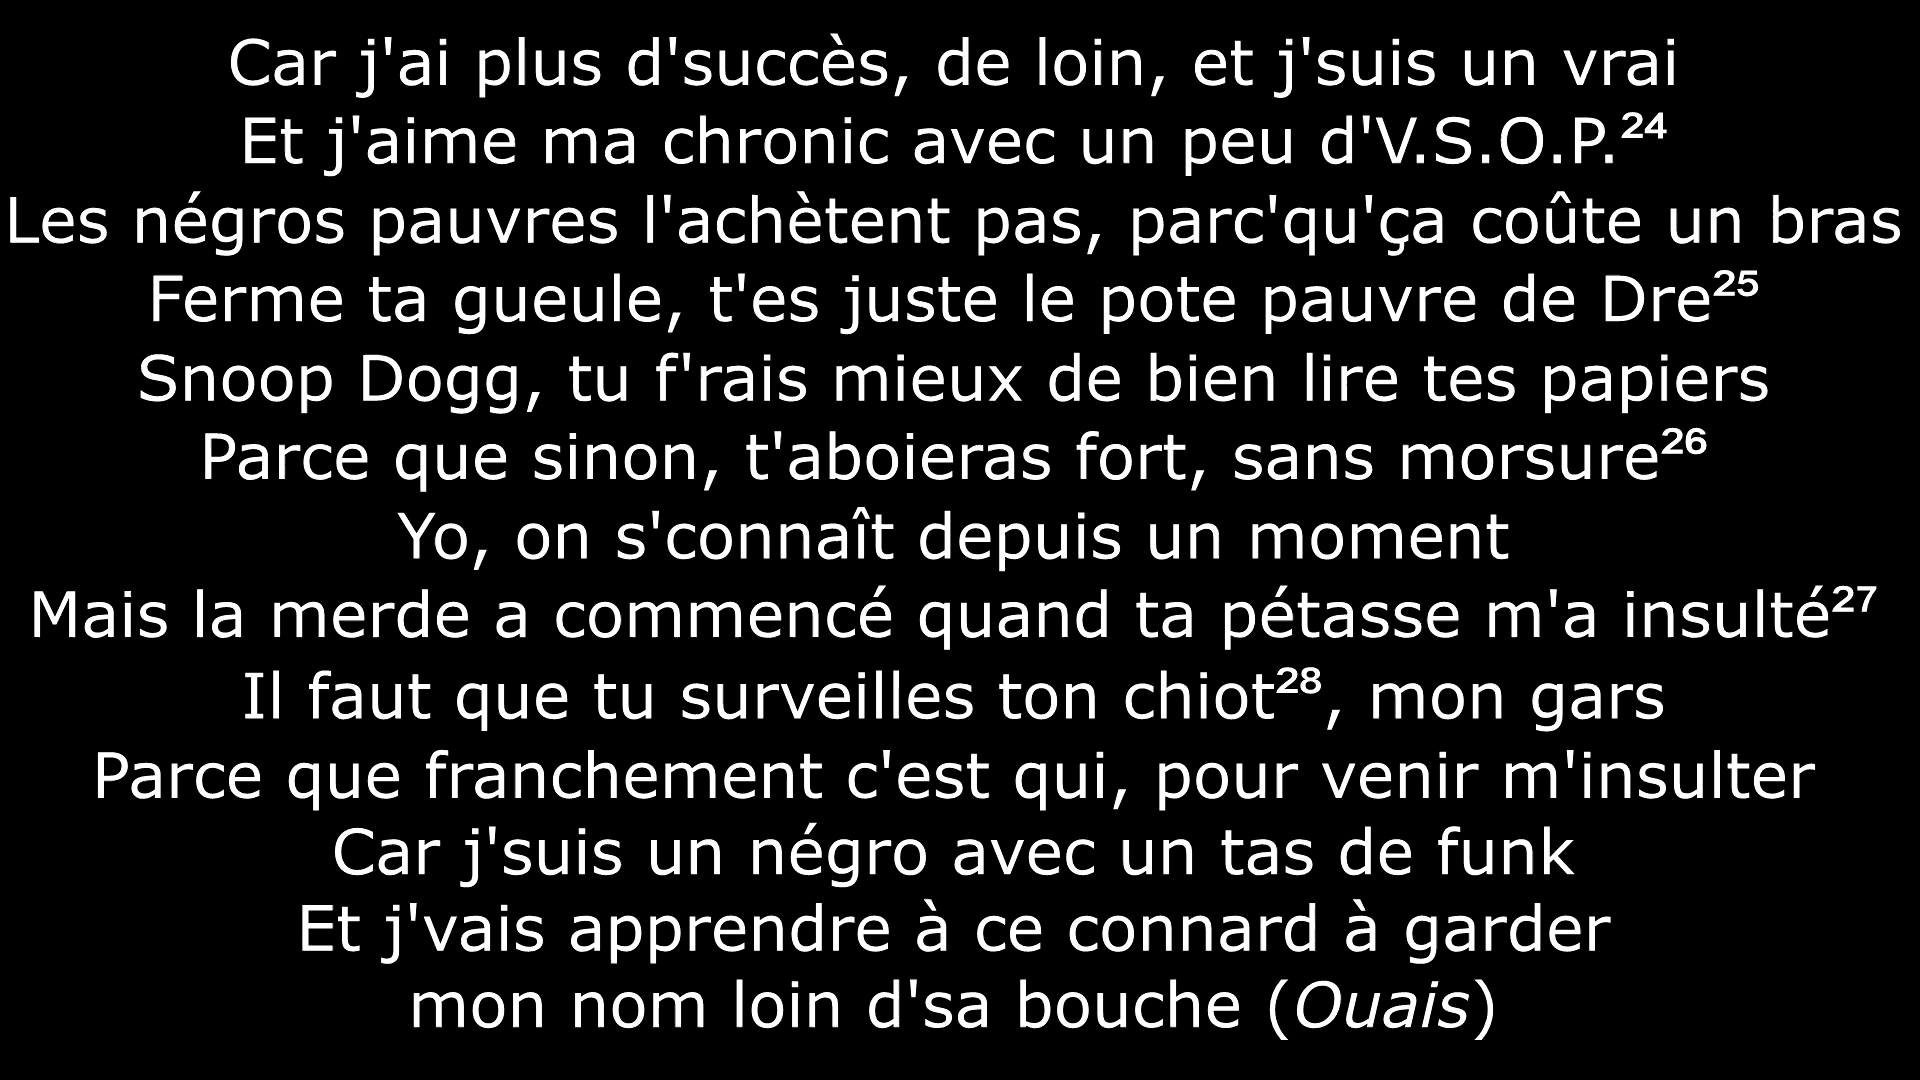 Car j'ai plus d'succès, de loin, et j'suis un vrai
Et j'aime ma chronic avec un peu d'V.S.O.P.²⁴
Les négros pauvres l'achètent pas, parc'qu'ça coûte un bras
Ferme ta gueule, t'es juste le pote pauvre de Dre²⁵
Snoop Dogg, tu f'rais mieux de bien lire tes papiers
Parce que sinon, t'aboieras fort, sans morsure²⁶
Yo, on s'connaît depuis un moment
Mais la merde a commencé quand ta pétasse m'a insulté²⁷
Il faut que tu surveilles ton chiot²⁸, mon gars
Parce que franchement c'est qui, pour venir m'insulter
Car j'suis un négro avec un tas de funk
Et j'vais apprendre à ce connard à garder
mon nom loin d'sa bouche (Ouais)